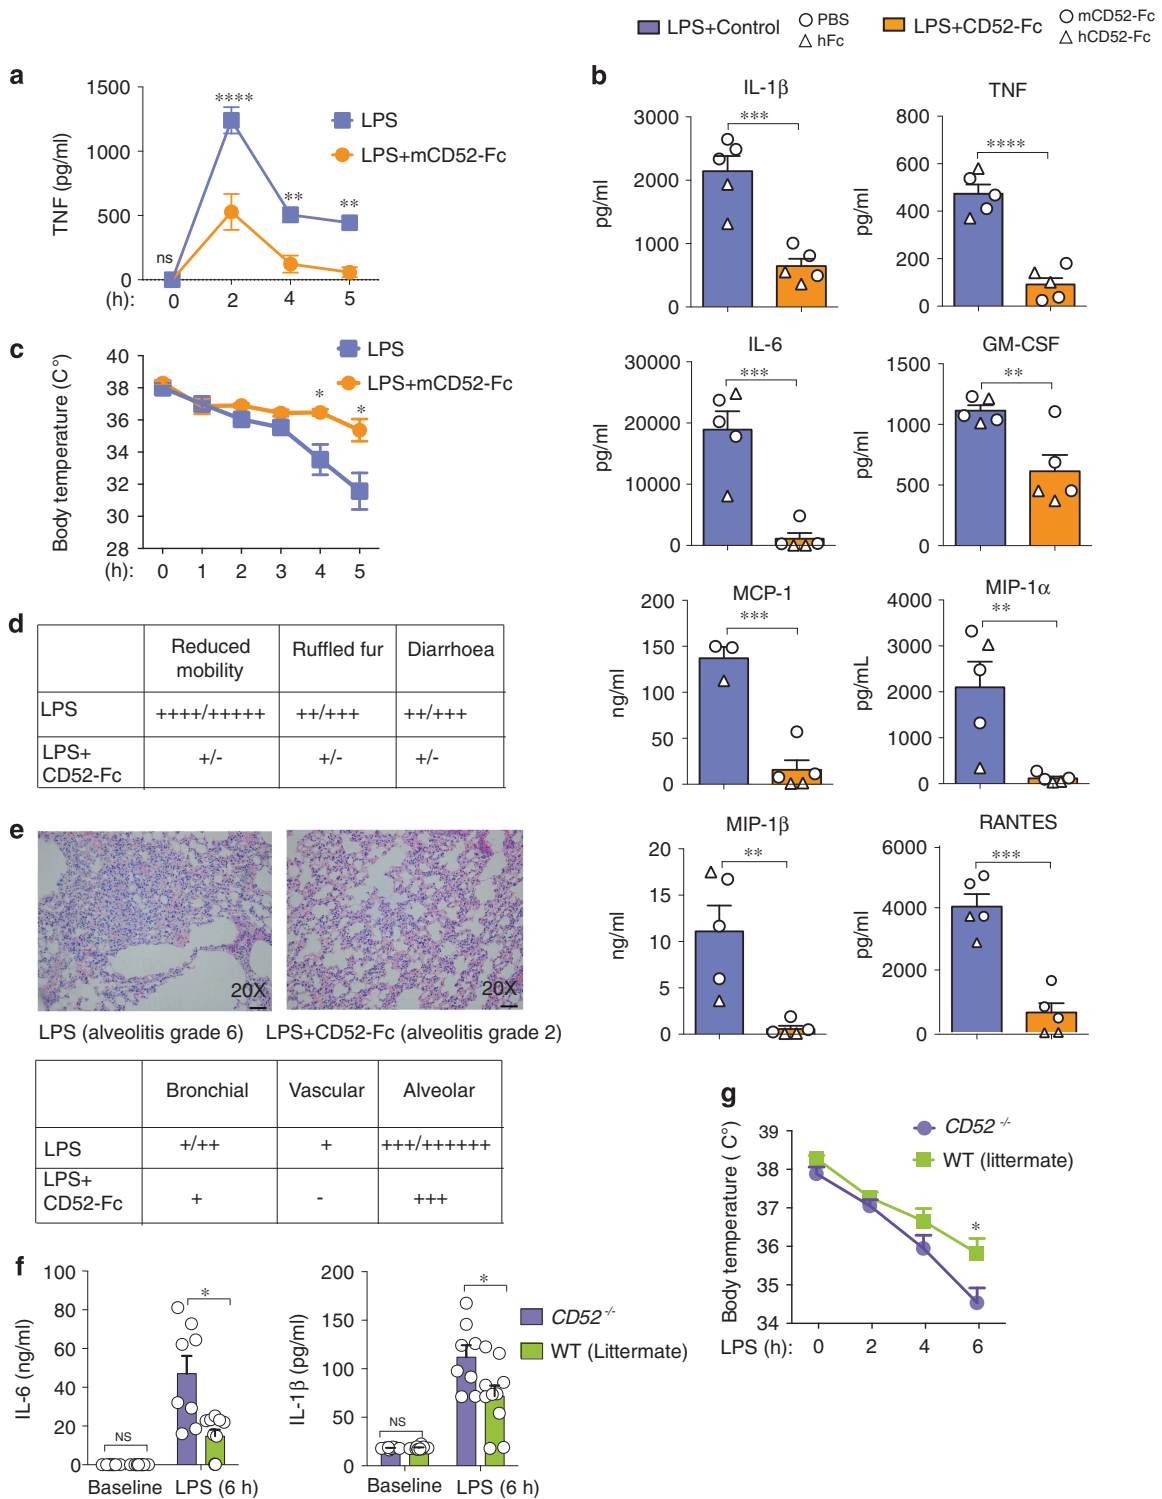 LPS+Control
PBS
hFc
LPS+CD52-Fc
mCD52-Fc
hCD52-Fc
a
TNF (pg/ml)
1500
1000
500
0
ns
****
**
**
LPS
LPS+mCD52-Fc
(h):
0
2
4
5
b
IL-1β
pg/ml
3000
2000
1000
0
***
TNF
pg/ml
800
600
400
200
0
****
IL-6
pg/ml
30000
20000
10000
0
***
GM-CSF
pg/ml
1500
1000
500
0
**
MCP-1
ng/ml
200
150
100
50
0
***
MIP-1α
pg/mL
4000
3000
2000
1000
0
**
MIP-1β
ng/ml
20
15
10
5
0
**
RANTES
pg/ml
6000
4000
2000
0
***
c
Body temperature (C°)
40
38
36
34
32
30
28
LPS
LPS+mCD52-Fc
*
*
(h):
0
1
2
3
4
5
d
Reduced
mobility
Ruffled fur
Diarrhoea
LPS
++++/+++++
++/+++
++/+++
LPS+
CD52-Fc
+/-
+/-
+/-
e
20X
20X
LPS (alveolitis grade 6)
LPS+CD52-Fc (alveolitis grade 2)
Bronchial
Vascular
Alveolar
LPS
+/++
+
+++/++++++
LPS+
CD52-Fc
+
-
+++
f
IL-6 (ng/ml)
100
80
60
40
20
0
NS
*
Baseline
LPS (6 h)
IL-1β (pg/ml)
200
150
100
50
0
NS
*
Baseline
LPS (6 h)
CD52 -/-
WT (Littermate)
g
Body temperature ( C°)
39
38
37
36
35
34
CD52 -/-
WT (littermate)
*
LPS (h):
0
2
4
6